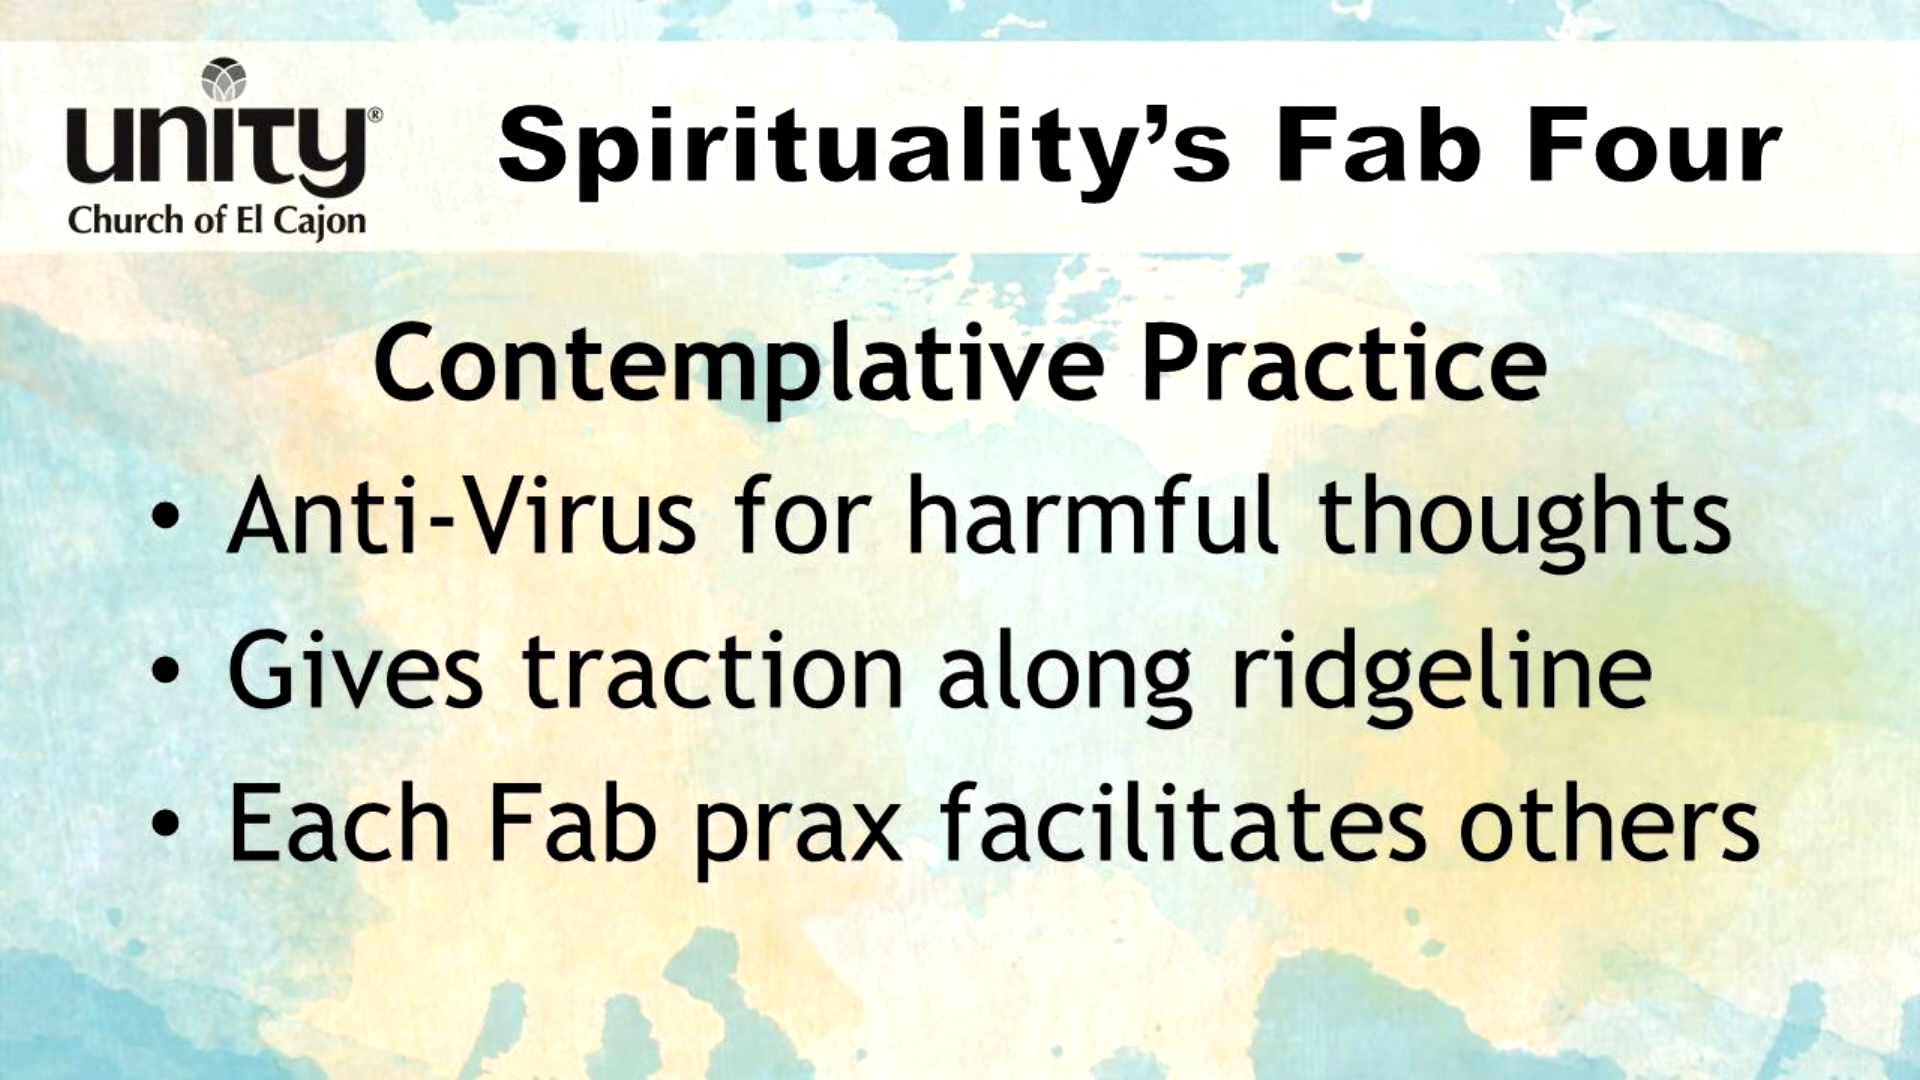 unity®
Church of El Cajon
Spirituality’s Fab Four
Contemplative Practice
• Anti-Virus for harmful thoughts
• Gives traction along ridgeline
• Each Fab prax facilitates others